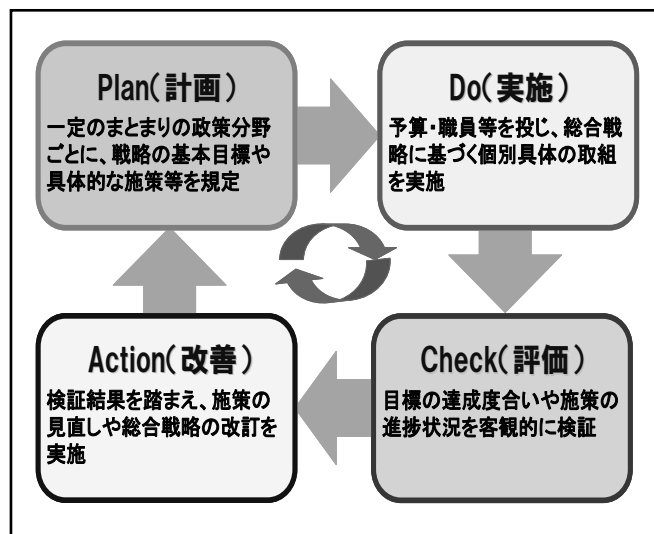 Plan(計画)
一定のまとまりの政策分野
ごとに、戦略の基本目標や
具体的な施策等を規定
Do(実施)
予算・職員等を投じ、総合戦
略に基づく個別具体の取組
を実施
Action(改善)
検証結果を踏まえ、施策の
見直しや総合戦略の改訂を
実施
Check(評価)
目標の達成度合いや施策の
進捗状況を客観的に検証